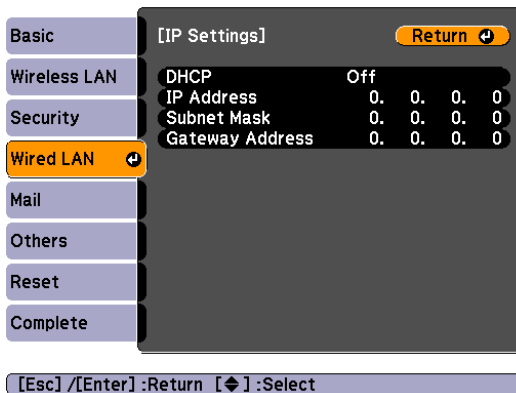 Basic
Wireless LAN
Security
Wired LAN
Mail
Others
Reset
Complete
[IP Settings]
Return
DHCP Off
IP Address 0. 0. 0. 0
Subnet Mask 0. 0. 0. 0
Gateway Address 0. 0. 0. 0
[Esc] /[Enter] :Return [◆] :Select